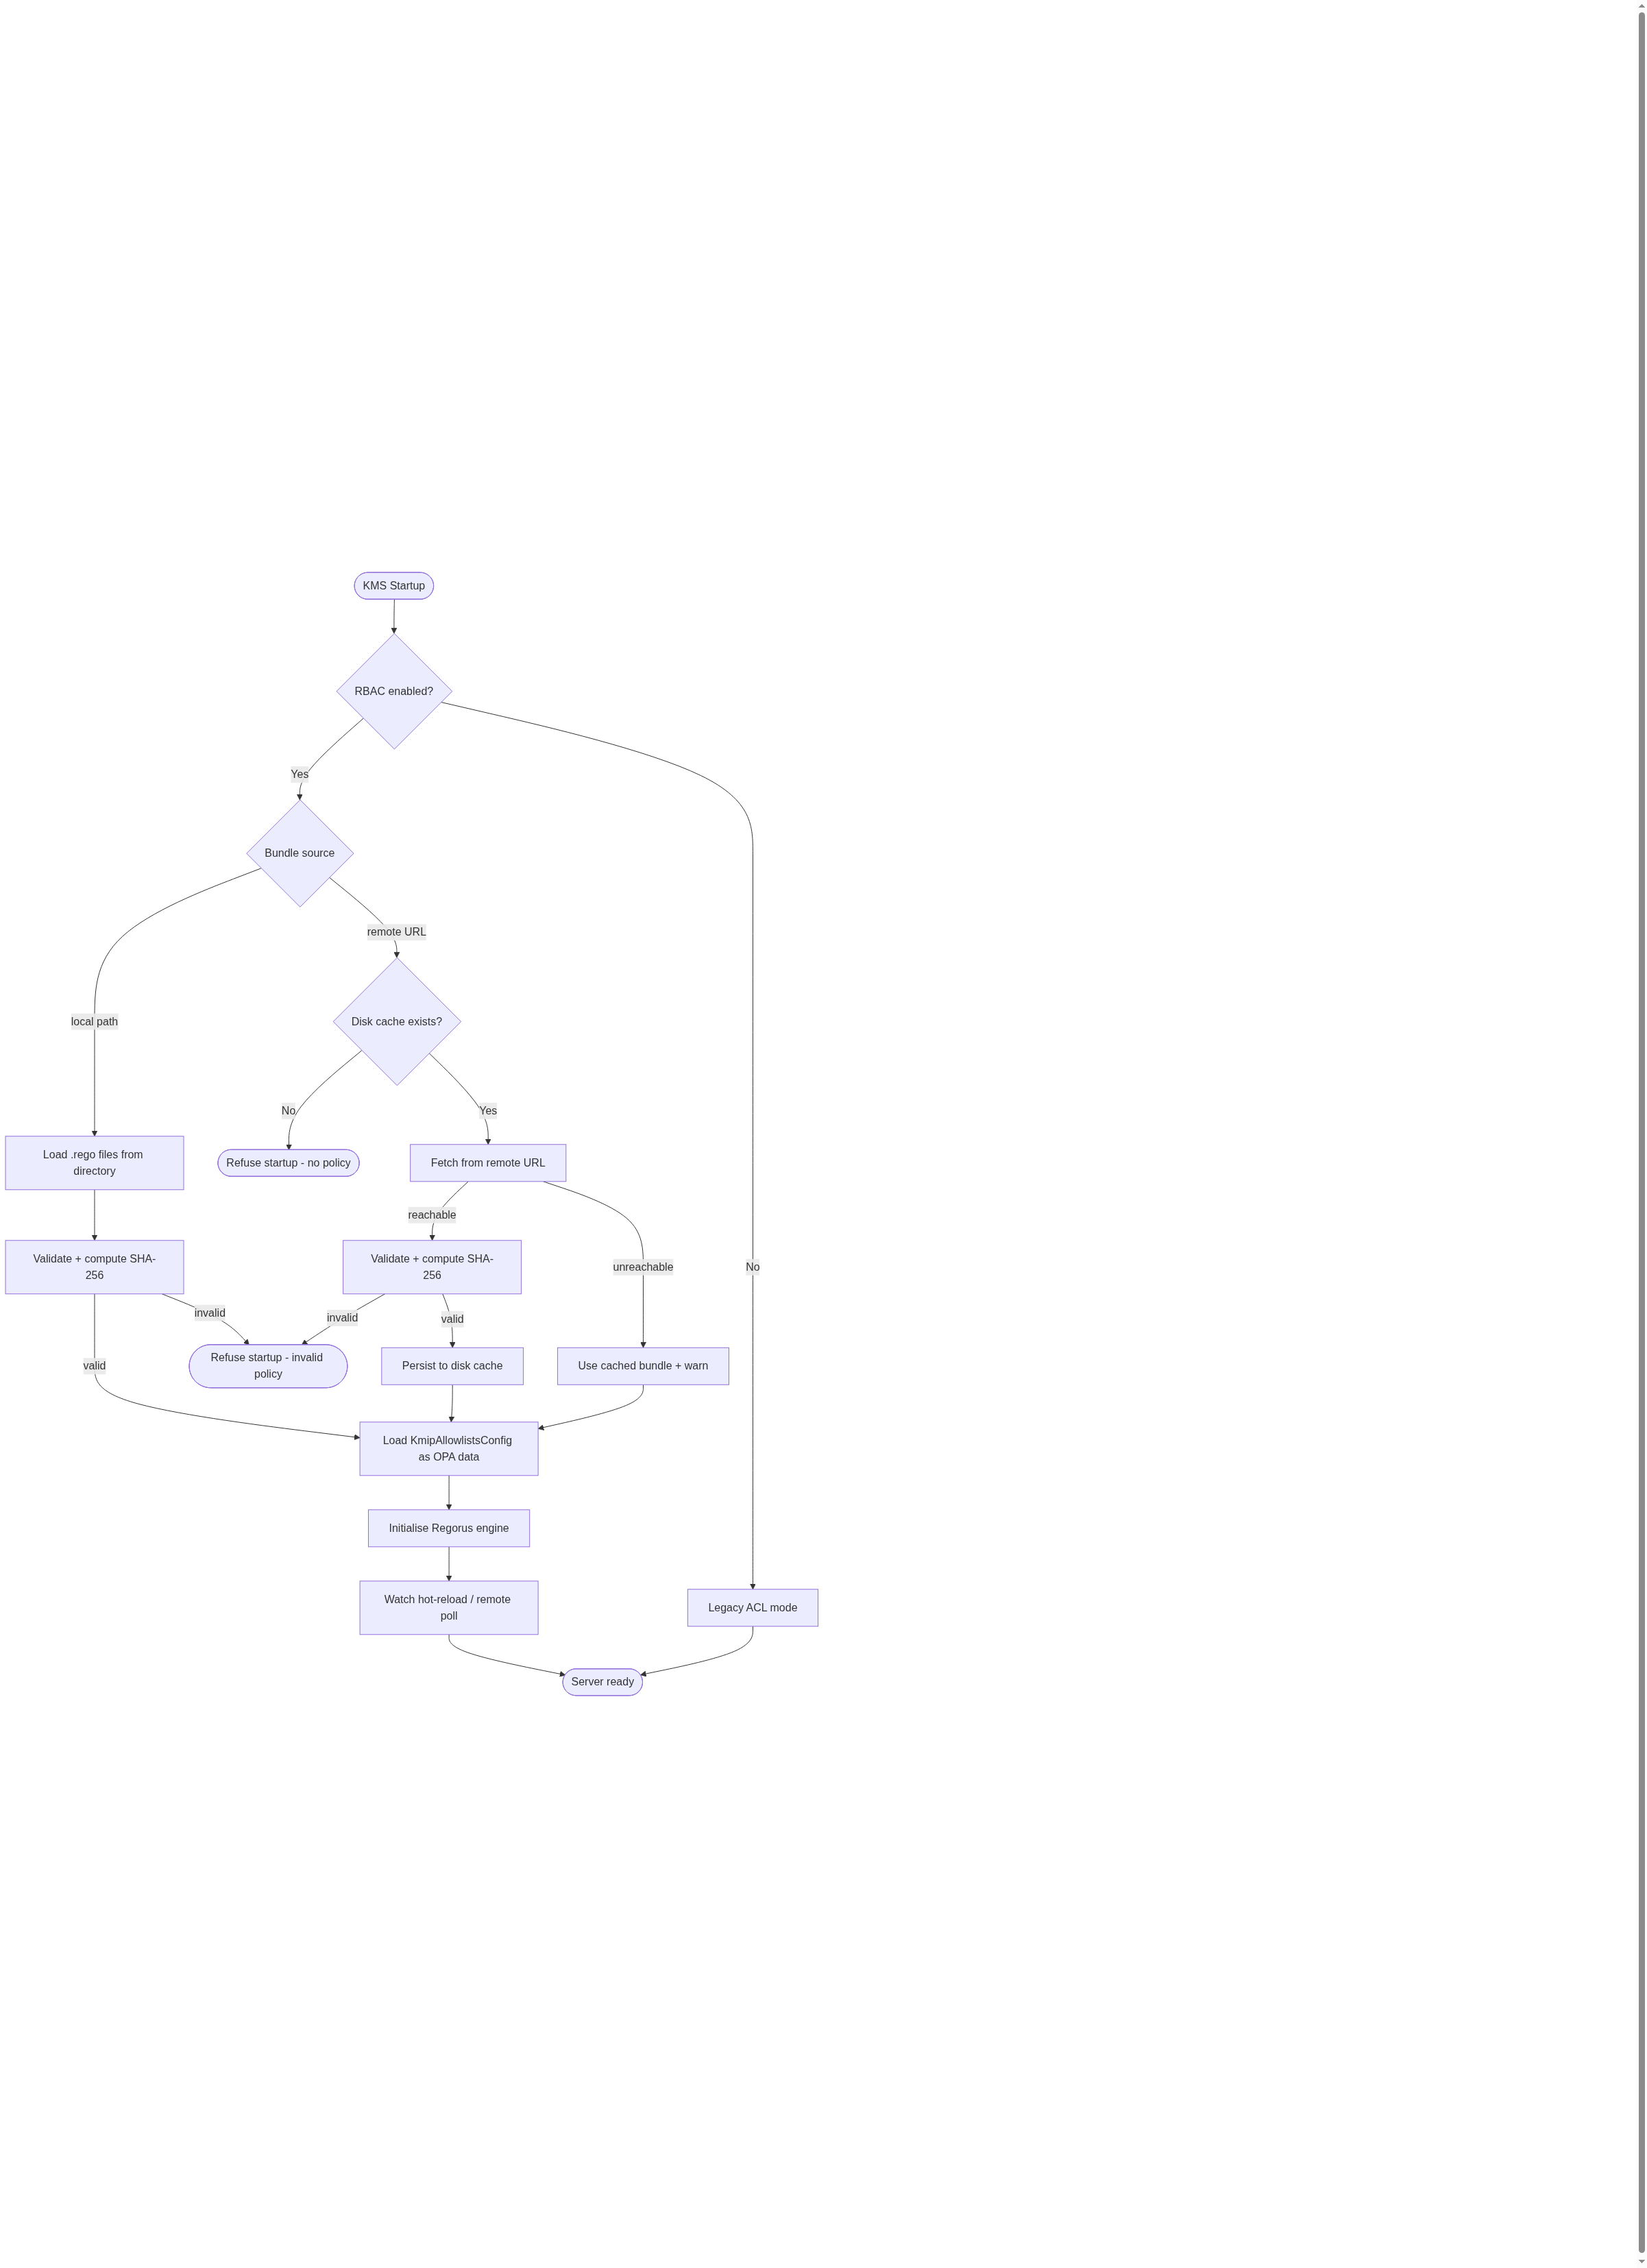 KMS Startup
RBAC enabled?
Yes
Bundle source
remote URL
local path
Disk cache exists?
No
Yes
Load .rego files from
directory
Refuse startup - no policy
Fetch from remote URL
reachable
Validate + compute SHA-
256
Validate + compute SHA-
256
unreachable
No
invalid
invalid
valid
valid
Refuse startup - invalid
policy
Persist to disk cache
Use cached bundle + warn
Load KmipAllowlistsConfig
as OPA data
Initialise Regorus engine
Watch hot-reload / remote
poll
Legacy ACL mode
Server ready